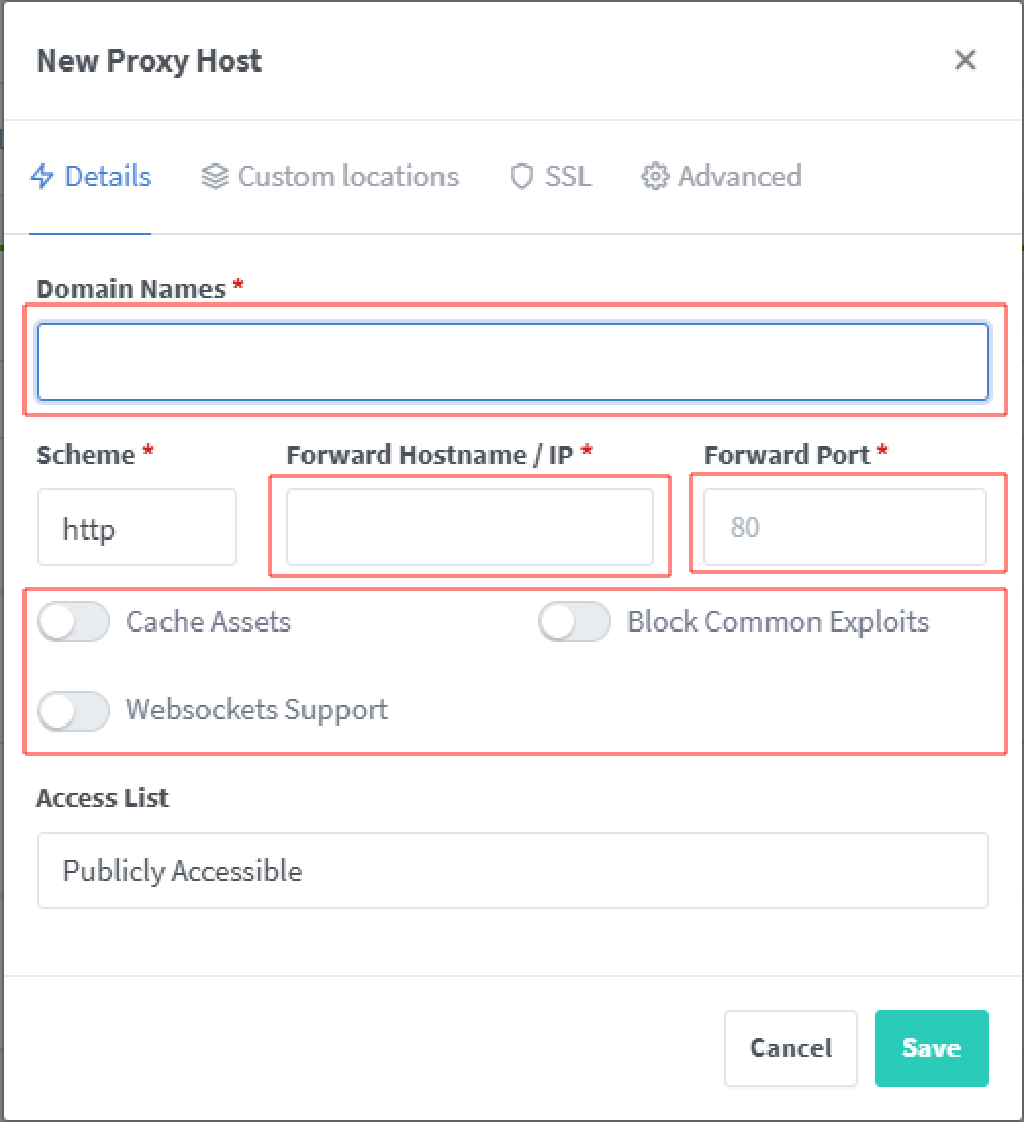 New Proxy Host
Details Custom locations SSL Advanced
Domain Names *
Scheme * Forward Hostname / IP * Forward Port *
http 80
Cache Assets Block Common Exploits
Websockets Support
Access List
Publicly Accessible
Cancel Save